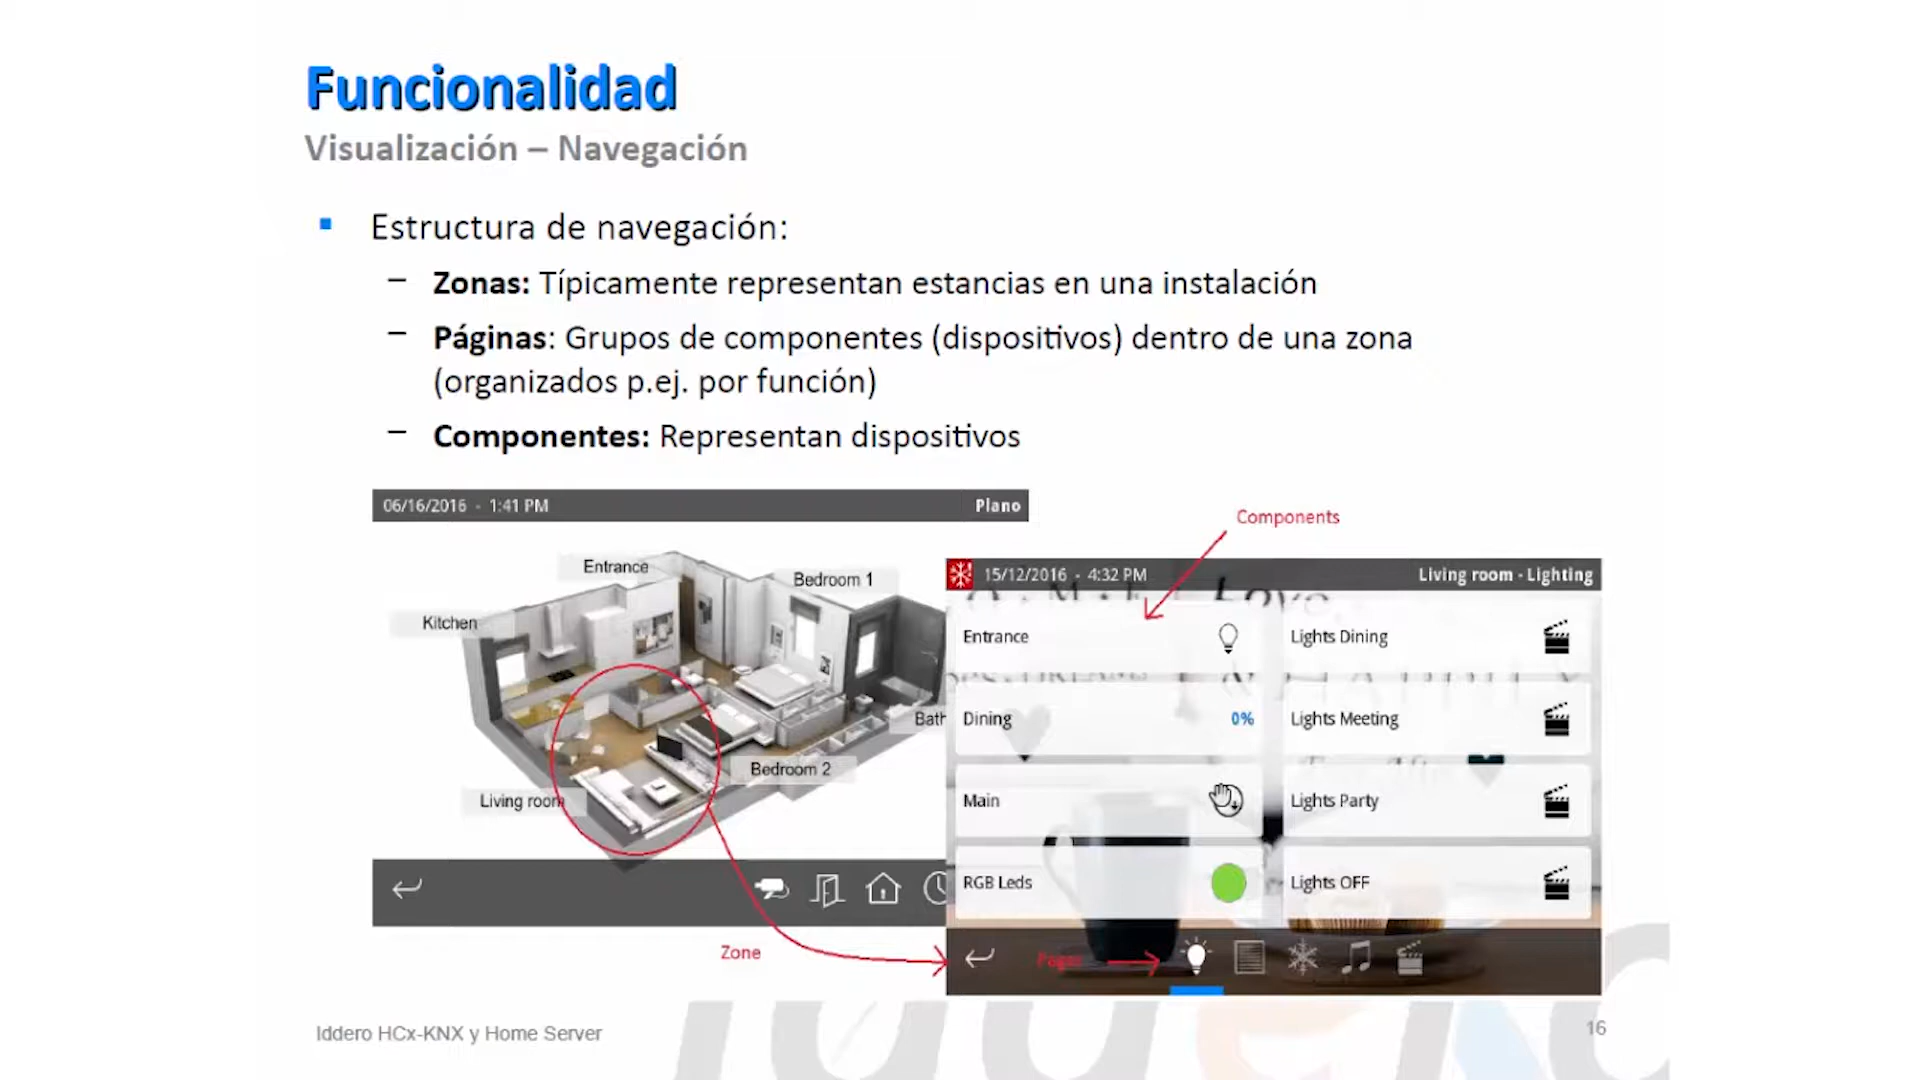 Funcionalidad
Visualización – Navegación
▪ Estructura de navegación:
– Zonas: Típicamente representan estancias en una instalación
– Páginas: Grupos de componentes (dispositivos) dentro de una zona
(organizados p.ej. por función)
– Componentes: Representan dispositivos
06/16/2016 - 1:41 PM
Plano
Entrance
Bedroom 1
Kitchen
Bath
Bedroom 2
Living room
Zone
Components
15/12/2016 - 4:32 PM
Living room - Lighting
Entrance
Lights Dining
Dining
0%
Lights Meeting
Main
Lights Party
RGB Leds
Lights OFF
Iddero HCx-KNX y Home Server
16